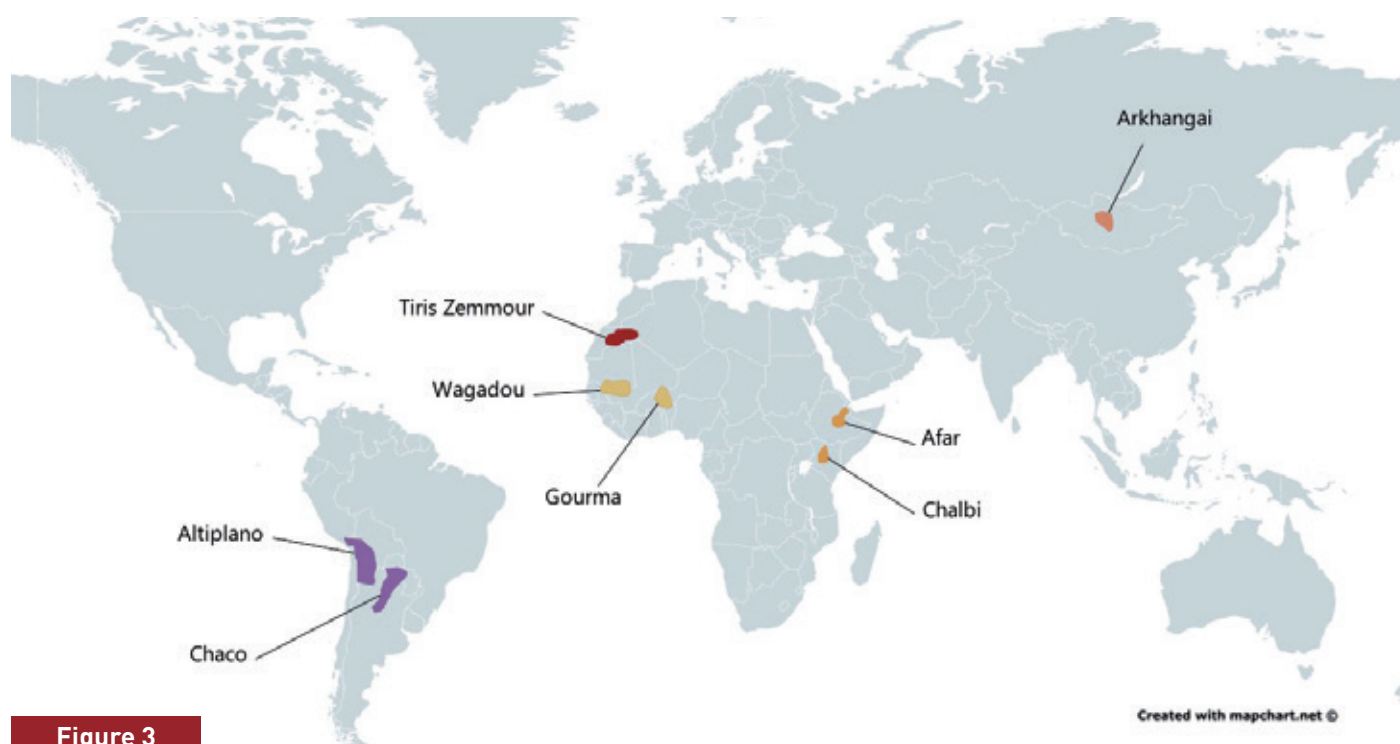 Arkhangai
Tiris Zemmour
Wagadou
Afar
Gourma
Chalbi
Altiplano
Chaco
Created with mapchart.net ©
Figure 3